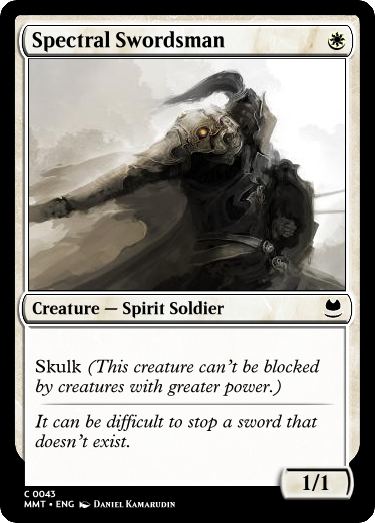 Spectral Swordsman
Creature — Spirit Soldier
Skulk (This creature can't be blocked
by creatures with greater power.)
It can be difficult to stop a sword that
doesn't exist.
1/1
C 0043
MMT • ENG Daniel Kamarudin